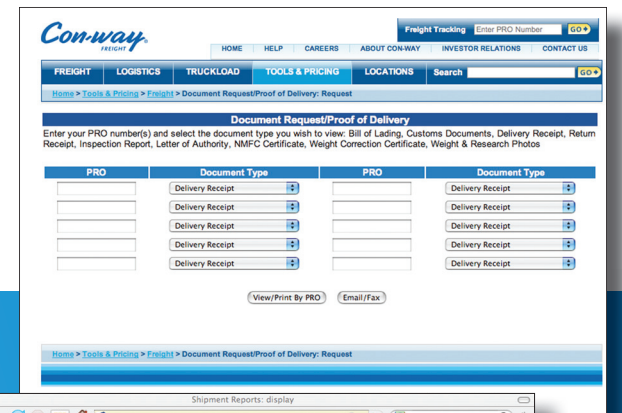 Con-way
FREIGHT
Freight Tracking Enter PRO Number GO
HOME HELP CAREERS ABOUT CON-WAY INVESTOR RELATIONS CONTACT US
FREIGHT LOGISTICS TRUCKLOAD TOOLS & PRICING LOCATIONS Search GO
Home > Tools & Pricing > Freight > Document Request/Proof of Delivery: Request
Document Request/Proof of Delivery
Enter your PRO number(s) and select the document type you wish to view: Bill of Lading, Customs Documents, Delivery Receipt, Return
Receipt, Inspection Report, Letter of Authority, NMFC Certificate, Weight Correction Certificate, Weight & Research Photos
PRO Document Type PRO Document Type
Delivery Receipt Delivery Receipt
Delivery Receipt Delivery Receipt
Delivery Receipt Delivery Receipt
Delivery Receipt Delivery Receipt
Delivery Receipt Delivery Receipt
View/Print By PRO Email/Fax
Home > Tools & Pricing > Freight > Document Request/Proof of Delivery: Request
Shipment Reports: display